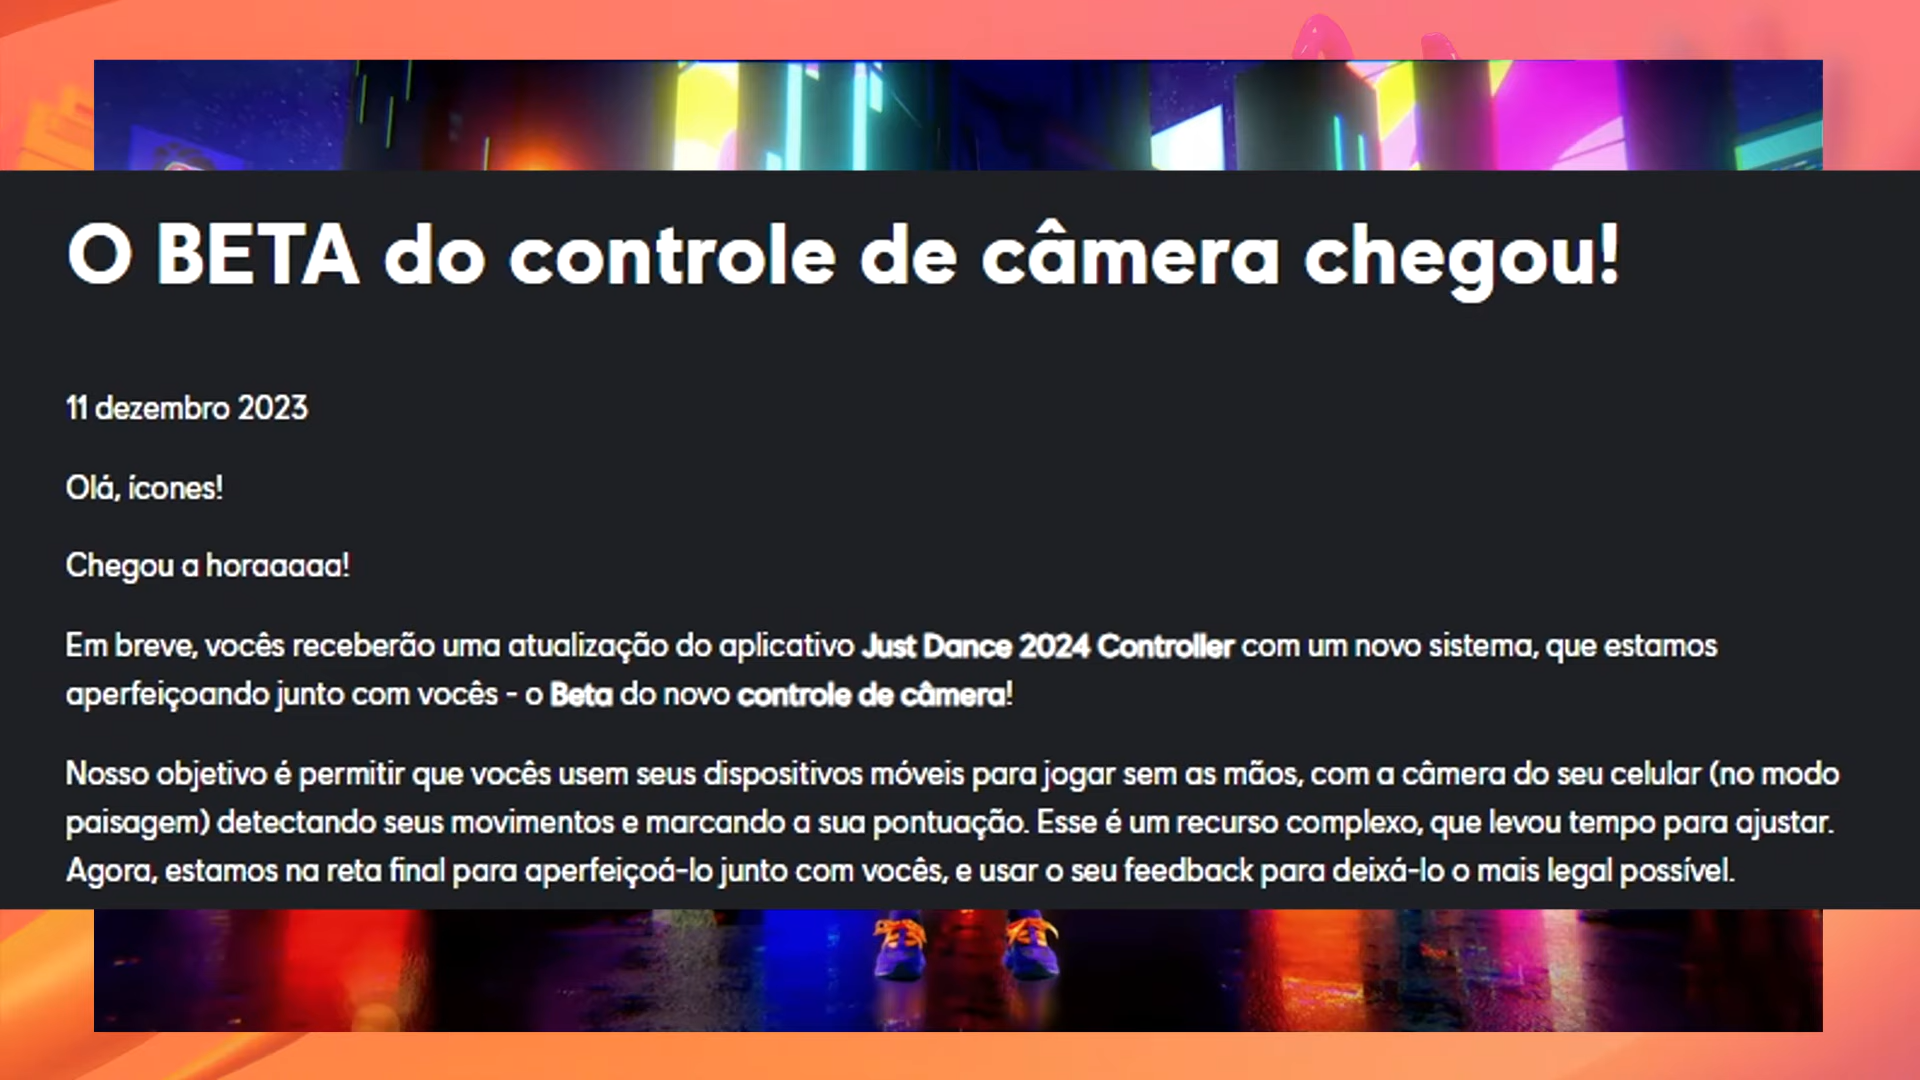 O BETA do controle de câmera chegou!
11 dezembro 2023
Olá, ícones!
Chegou a horaaaaa!
Em breve, vocês receberão uma atualização do aplicativo Just Dance 2024 Controller com um novo sistema, que estamos
aperfeiçoando junto com vocês - o Beta do novo controle de câmera!
Nosso objetivo é permitir que vocês usem seus dispositivos móveis para jogar sem as mãos, com a câmera do seu celular (no modo
paisagem) detectando seus movimentos e marcando a sua pontuação. Esse é um recurso complexo, que levou tempo para ajustar.
Agora, estamos na reta final para aperfeiçoá-lo junto com vocês, e usar o seu feedback para deixá-lo o mais legal possível.